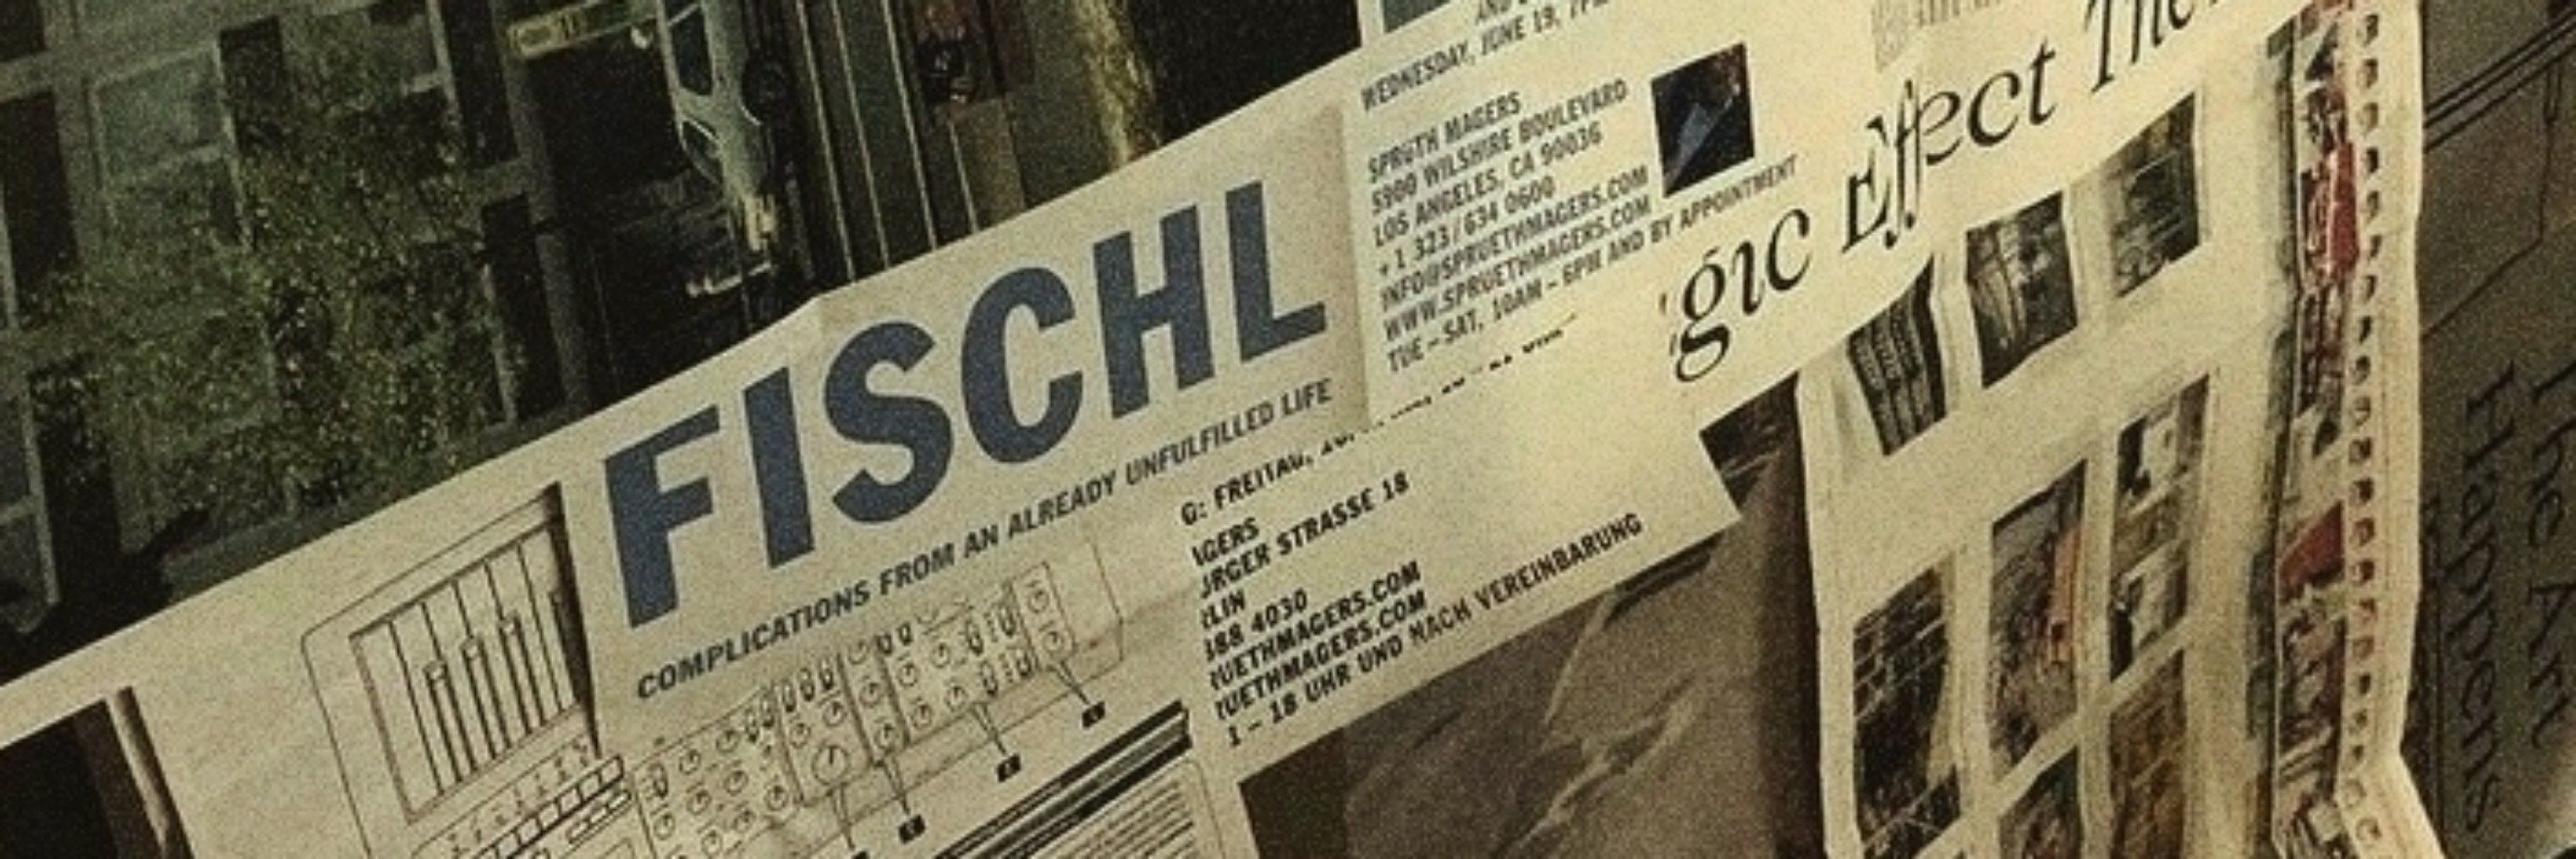 WEDNESDAY, JUNE 19,
SPRÜTH MAGERS
5900 WILSHIRE BOULEVARD
LOS ANGELES, CA 90036
+1 323 / 634 0600
INFO@SPRUETHMAGERS.COM
WWW.SPRUETHMAGERS.COM
TUE – SAT, 10AM – 6PM AND BY APPOINTMENT
gic Effect The
FISCHL
COMPLICATIONS FROM AN ALREADY UNFULFILLED LIFE
G: FREITAG,
AGERS
URGER STRASSE 18
RLIN
388 4030
RUETHMAGERS.COM
RUETHMAGERS.COM
1 – 18 UHR UND NACH VEREINBARUNG
The Art
Happens